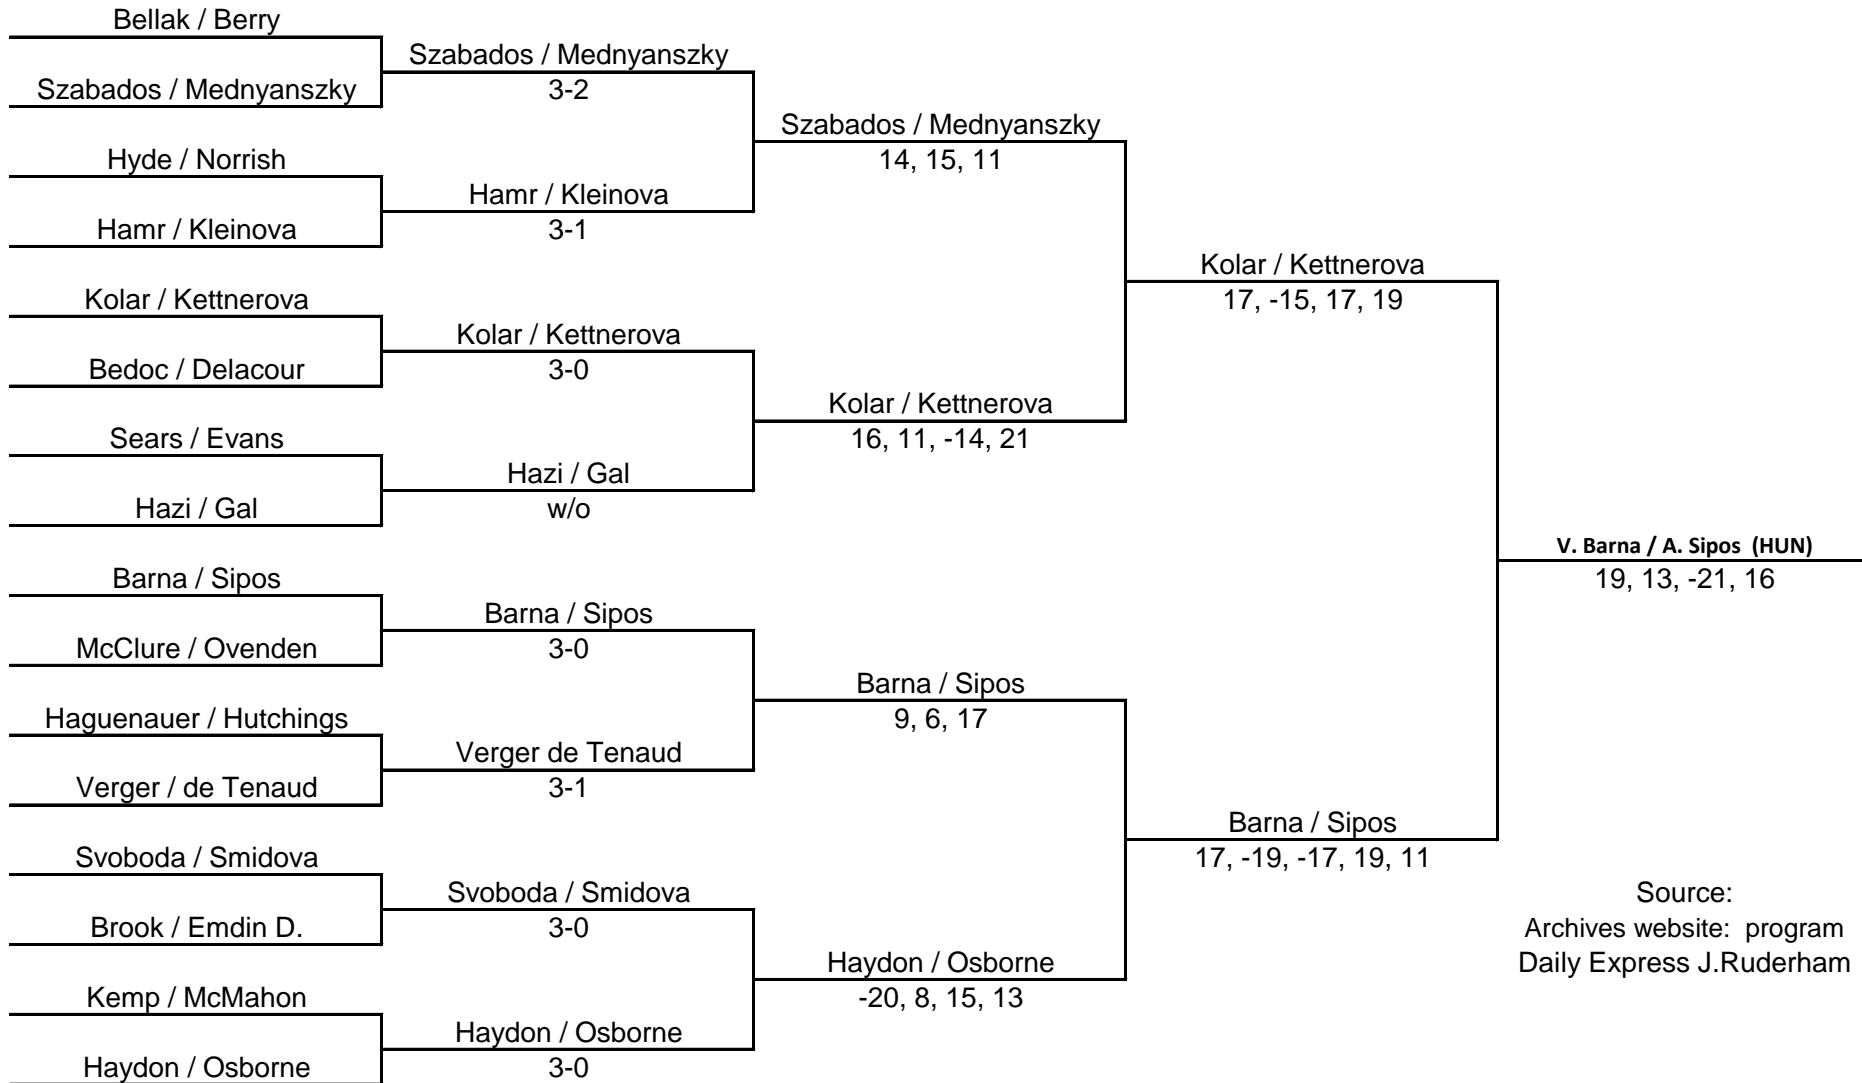 Bellak / Berry
Szabados / Mednyanszky
Szabados / Mednyanszky
3-2
Szabados / Mednyanszky
14, 15, 11
Hyde / Norrish
Hamr / Kleinova
Hamr / Kleinova
3-1
Kolar / Kettnerova
17, -15, 17, 19
Kolar / Kettnerova
Kolar / Kettnerova
3-0
Bedoc / Delacour
Kolar / Kettnerova
16, 11, -14, 21
Sears / Evans
Hazi / Gal
w/o
Hazi / Gal
V. Barna / A. Sipos (HUN)
19, 13, -21, 16
Barna / Sipos
Barna / Sipos
3-0
McClure / Ovenden
Barna / Sipos
9, 6, 17
Haguenauer / Hutchings
Verger de Tenaud
3-1
Verger / de Tenaud
Barna / Sipos
17, -19, -17, 19, 11
Svoboda / Smidova
Svoboda / Smidova
3-0
Brook / Emdin D.
Haydon / Osborne
-20, 8, 15, 13
Kemp / McMahon
Haydon / Osborne
3-0
Haydon / Osborne
Source:
Archives website: program
Daily Express J.Ruderham